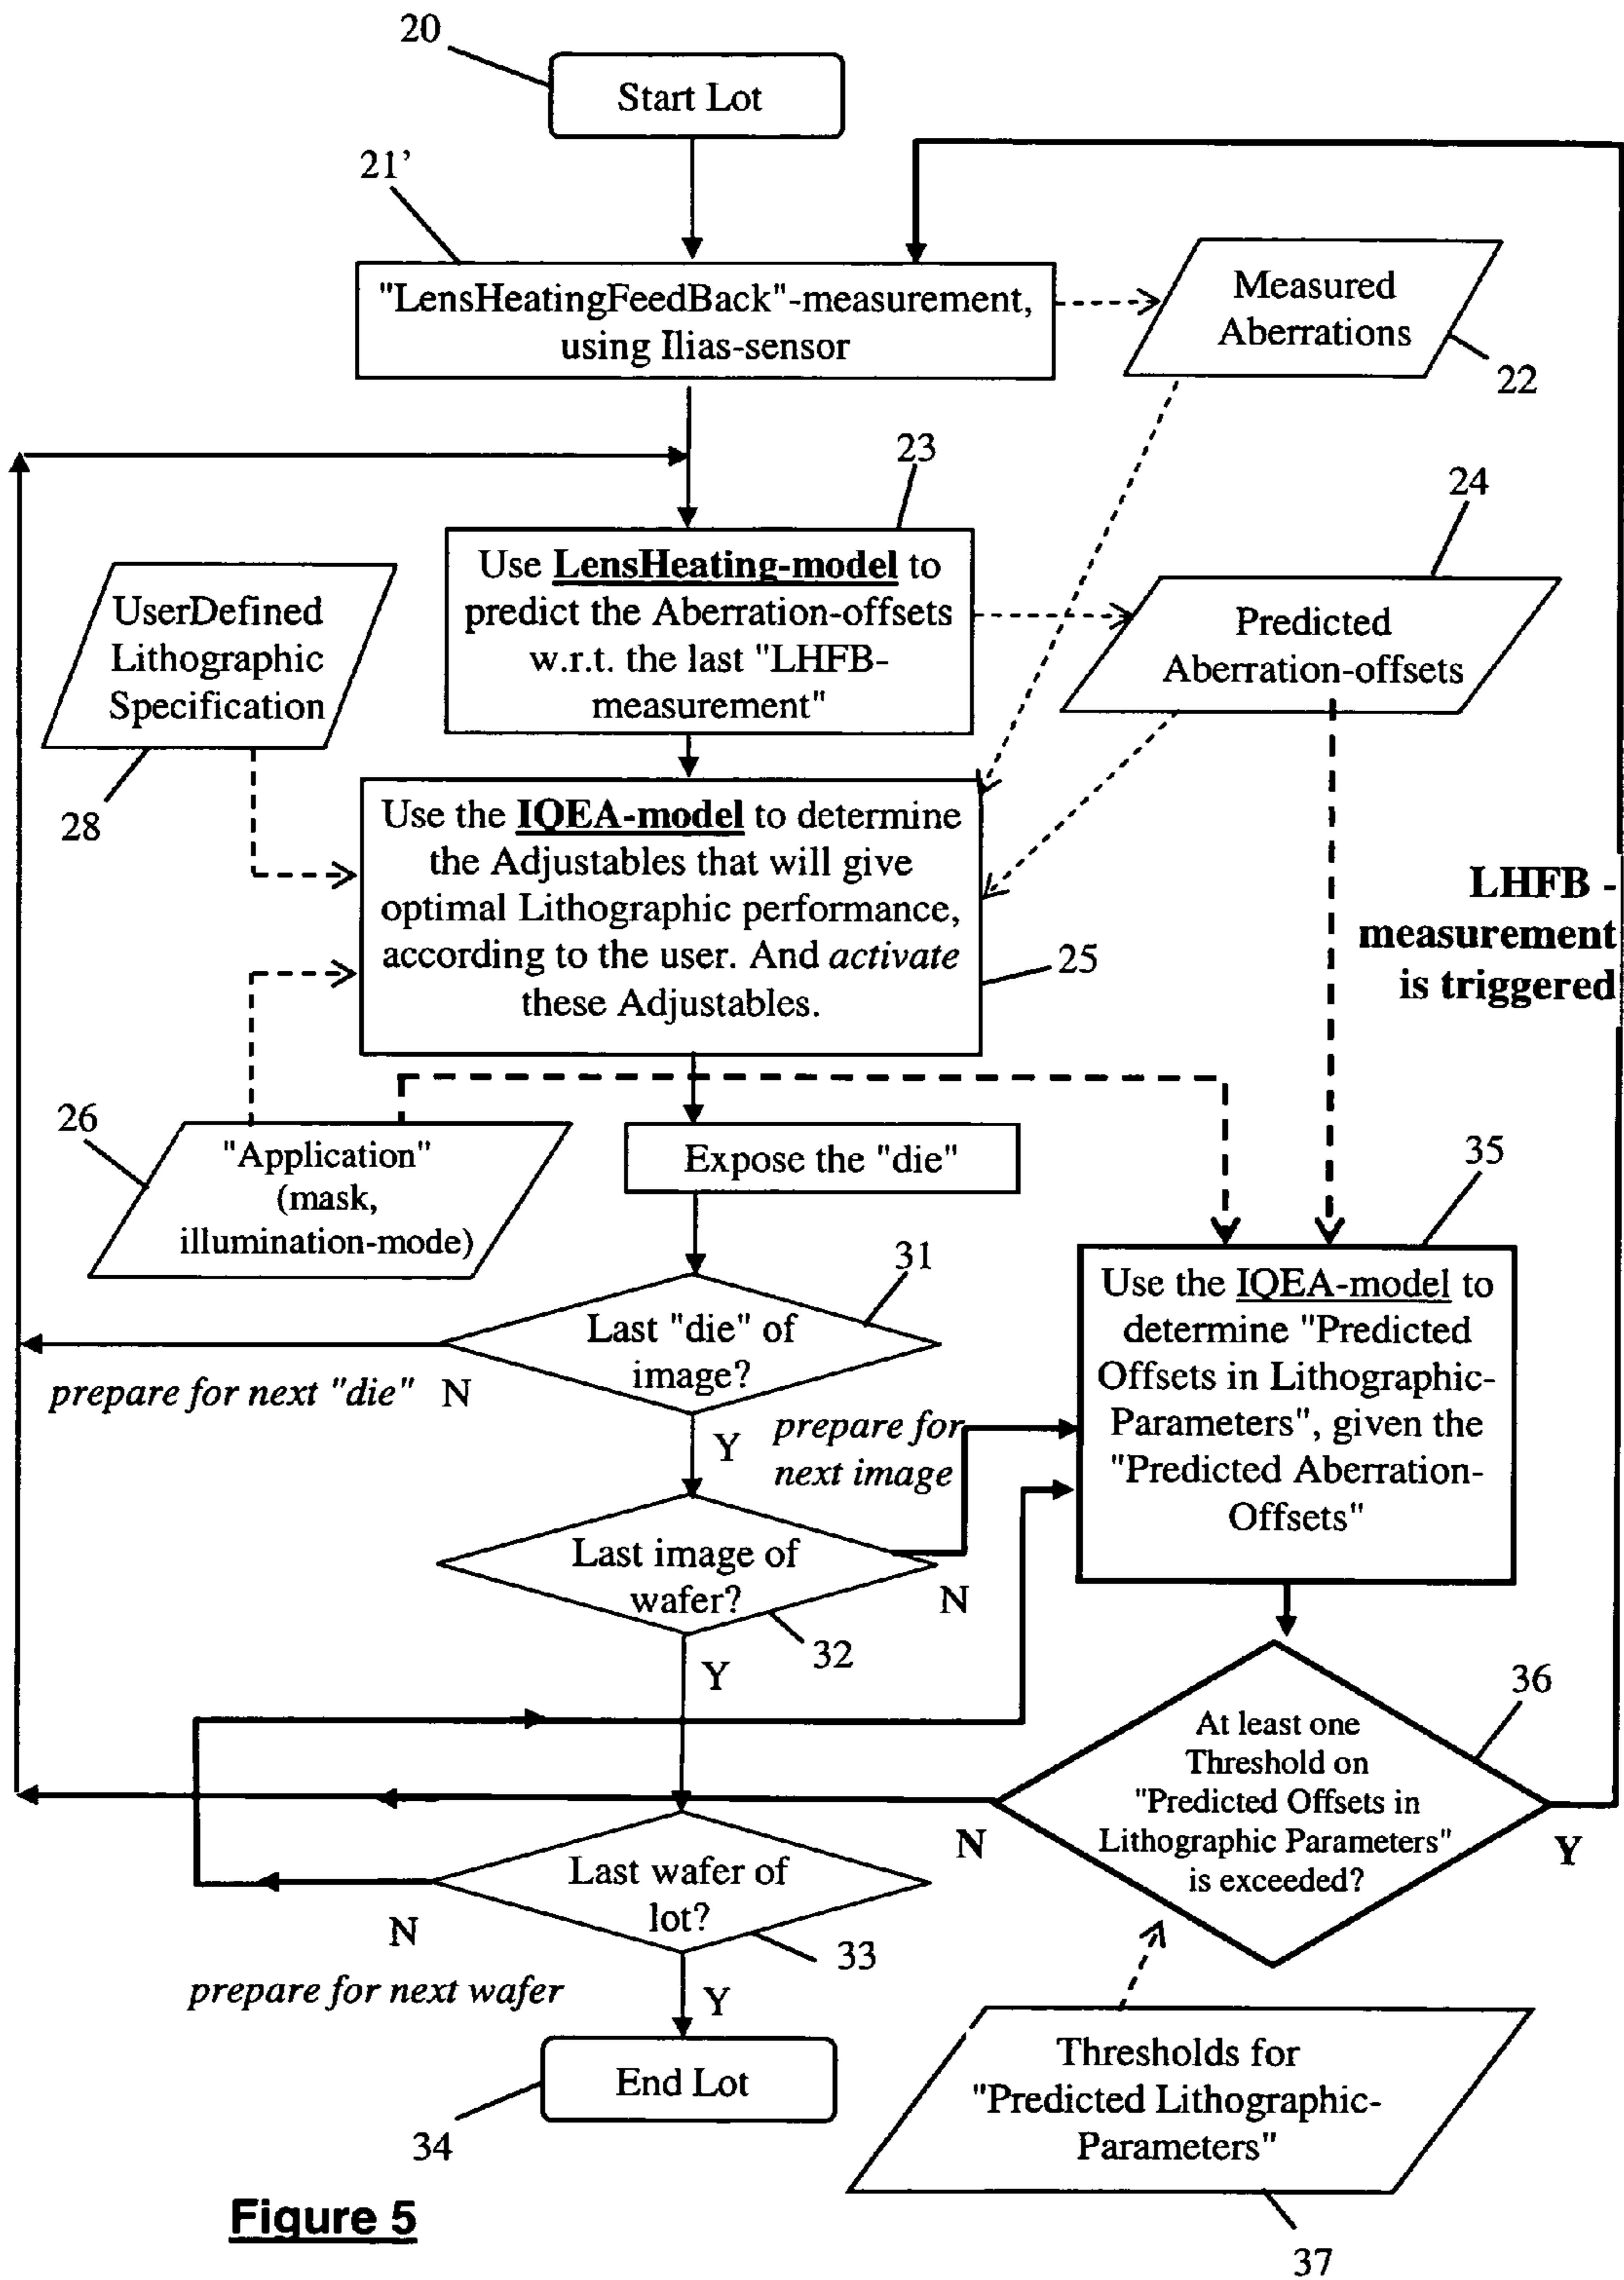 20
Start Lot
21’
"LensHeatingFeedBack"-measurement,
using Ilias-sensor
Measured
Aberrations
22
23
Use LensHeating-model to
predict the Aberration-offsets
w.r.t. the last "LHFB-
measurement"
24
Predicted
Aberration-offsets
UserDefined
Lithographic
Specification
28
Use the IQEA-model to determine
the Adjustables that will give
optimal Lithographic performance,
according to the user. And activate
these Adjustables.
25
LHFB -
measurement
is triggered
26
"Application"
(mask,
illumination-mode)
Expose the "die"
35
Use the IQEA-model to
determine "Predicted
Offsets in Lithographic-
Parameters", given the
"Predicted Aberration-
Offsets"
31
Last "die" of
image?
prepare for next "die" N
Y
prepare for
next image
Last image of
wafer?
N
32
Y
36
At least one
Threshold on
"Predicted Offsets in
Lithographic Parameters"
is exceeded?
N
Y
Last wafer of
lot?
N
33
prepare for next wafer
Y
End Lot
34
Thresholds for
"Predicted Lithographic-
Parameters"
37
Figure 5